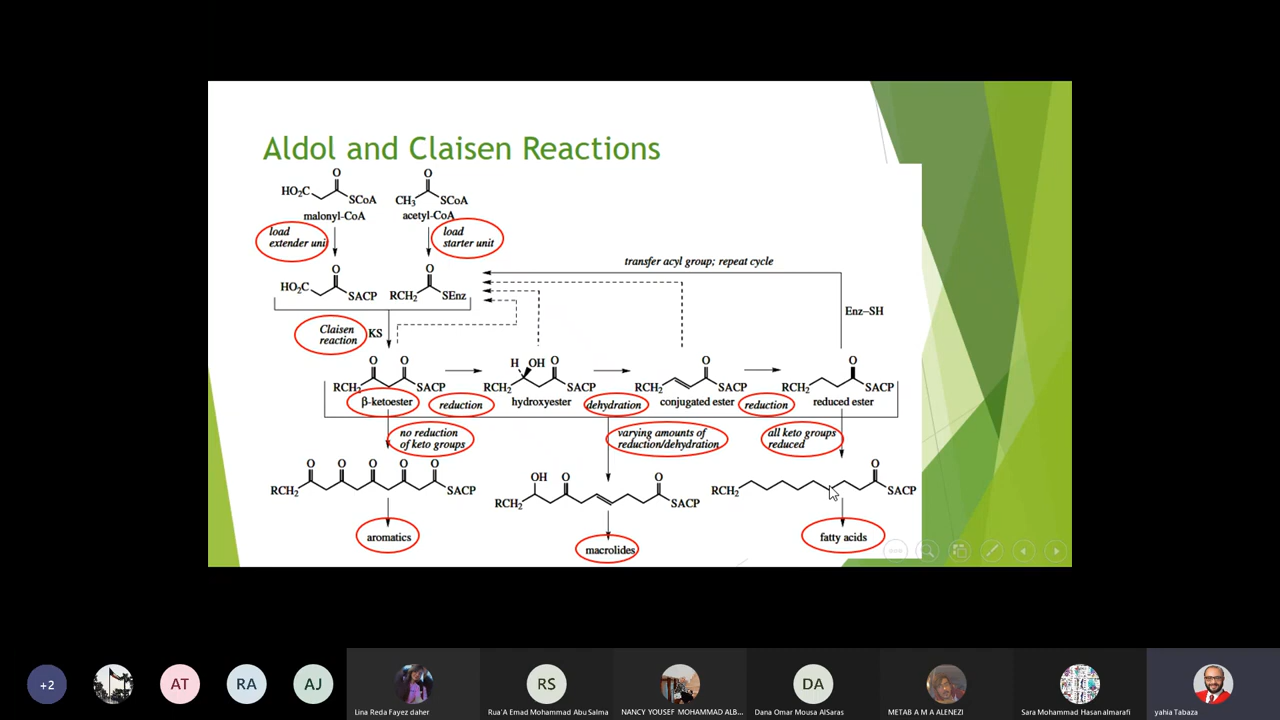 Aldol and Claisen Reactions
O
HO₂C
SCoA
malonyl-CoA
O
CH₃
SCoA
acetyl-CoA
load
extender unit
load
starter unit
transfer acyl group; repeat cycle
O
HO₂C
SACP
O
RCH₂
SEnz
Enz–SH
Claisen
reaction
KS
O O
RCH₂
SACP
β-ketoester
reduction
H OH O
RCH₂
SACP
hydroxyester
dehydration
O
RCH₂
SACP
conjugated ester
reduction
O
RCH₂
SACP
reduced ester
no reduction
of keto groups
varying amounts of
reduction/dehydration
all keto groups
reduced
O O O O O
RCH₂
SACP
OH O O
RCH₂
SACP
O
RCH₂
SACP
aromatics
macrolides
fatty acids
+2
AT
RA
AJ
RS
DA
Lina Reda Fayez daher
Rua'A Emad Mohammad Abu Salma
NANCY YOUSEF MOHAMMAD ALB...
Dana Omar Mousa AlSaras
METAB A M A ALENEZI
Sara Mohammad Hasan almarafi
yahia Tabaza